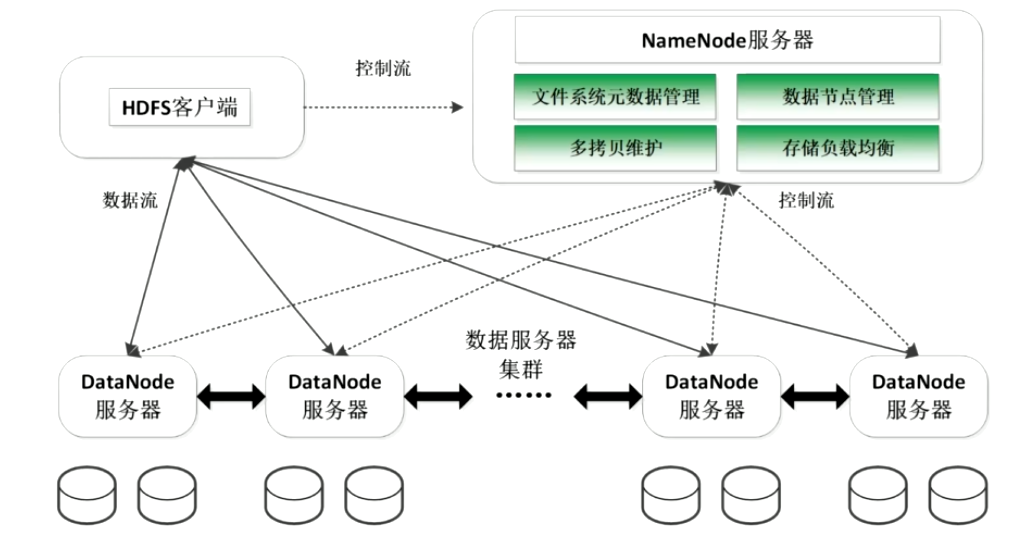 NameNode服务器
控制流
HDFS客户端
文件系统元数据管理
数据节点管理
多拷贝维护
存储负载均衡
数据流
控制流
数据服务器
集群
……
DataNode
服务器
DataNode
服务器
DataNode
服务器
DataNode
服务器